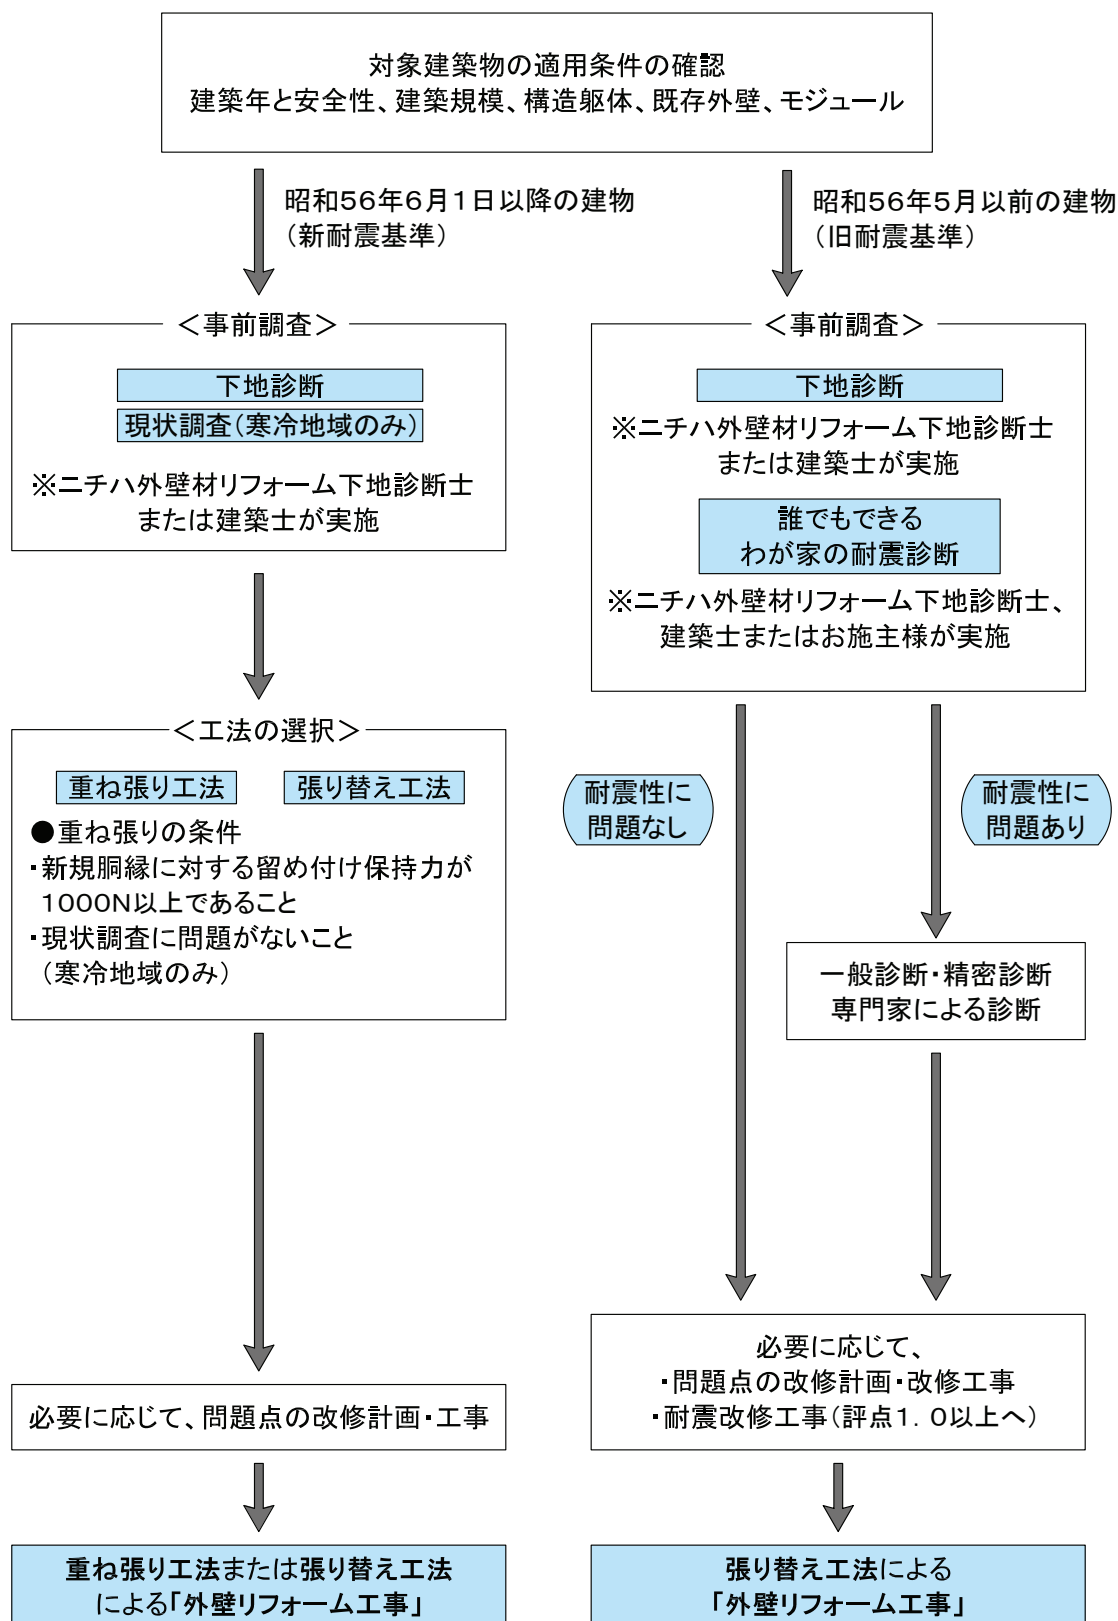 対象建築物の適用条件の確認
建築年と安全性、建築規模、構造躯体、既存外壁、モジュール
昭和56年6月1日以降の建物
（新耐震基準）
＜事前調査＞
下地診断
現状調査（寒冷地域のみ）
※ニチハ外壁材リフォーム下地診断士
または建築士が実施
＜工法の選択＞
重ね張り工法
張り替え工法
●重ね張りの条件
・新規胴縁に対する留め付け保持力が
1000N以上であること
・現状調査に問題がないこと
（寒冷地域のみ）
必要に応じて、問題点の改修計画・工事
重ね張り工法または張り替え工法
による「外壁リフォーム工事」
昭和56年5月以前の建物
（旧耐震基準）
＜事前調査＞
下地診断
※ニチハ外壁材リフォーム下地診断士
または建築士が実施
誰でもできる
わが家の耐震診断
※ニチハ外壁材リフォーム下地診断士、
建築士またはお施主様が実施
耐震性に
問題なし
耐震性に
問題あり
一般診断・精密診断
専門家による診断
必要に応じて、
・問題点の改修計画・改修工事
・耐震改修工事（評点1．0以上へ）
張り替え工法による
「外壁リフォーム工事」